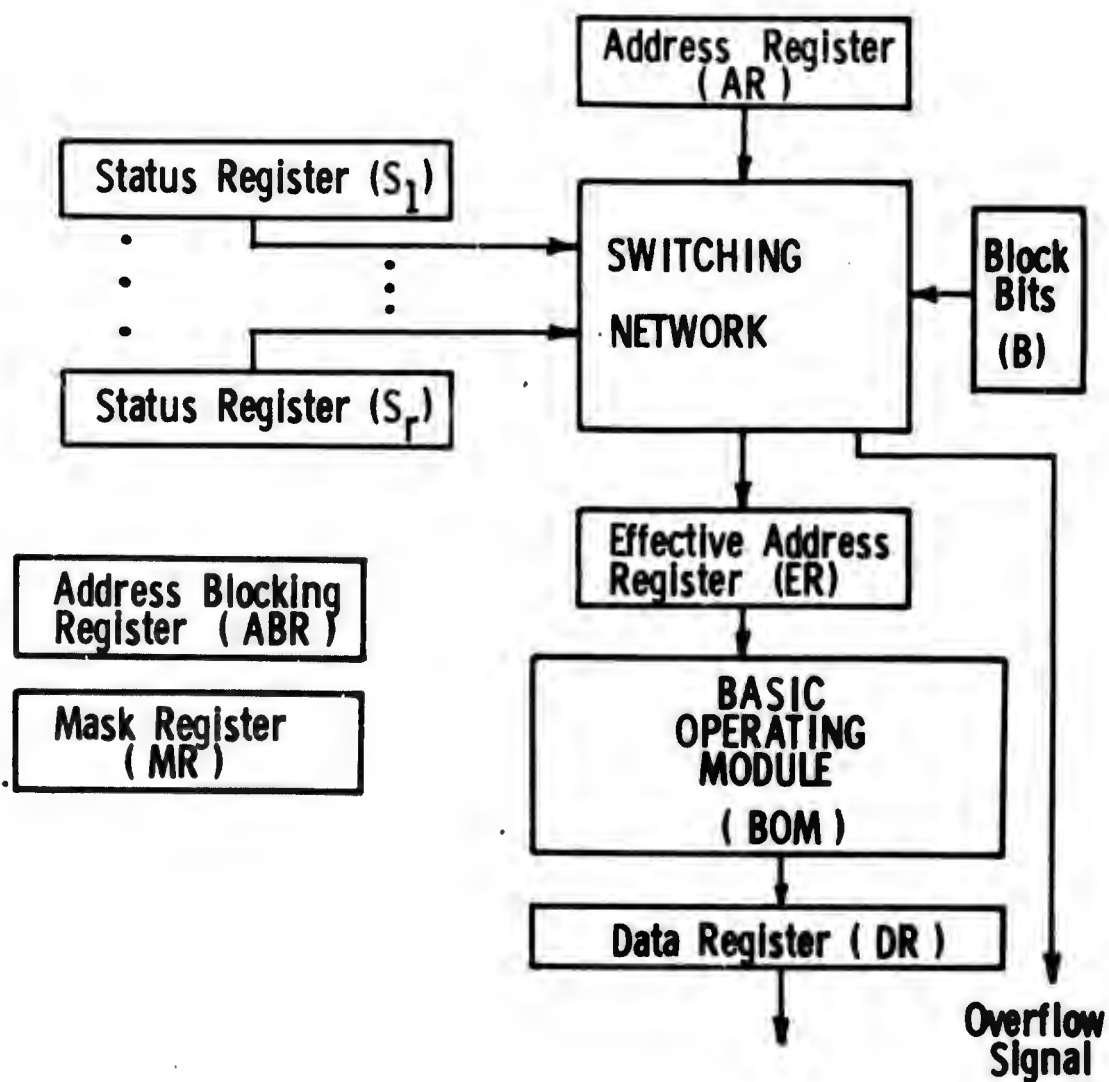 Address Register
( AR )
Status Register (S1)
SWITCHING
NETWORK
Block
Bits
(B)
Status Register (Sr)
Effective Address
Register (ER)
Address Blocking
Register ( ABR )
Mask Register
( MR )
BASIC
OPERATING
MODULE
( BOM )
Data Register ( DR )
Overflow
Signal